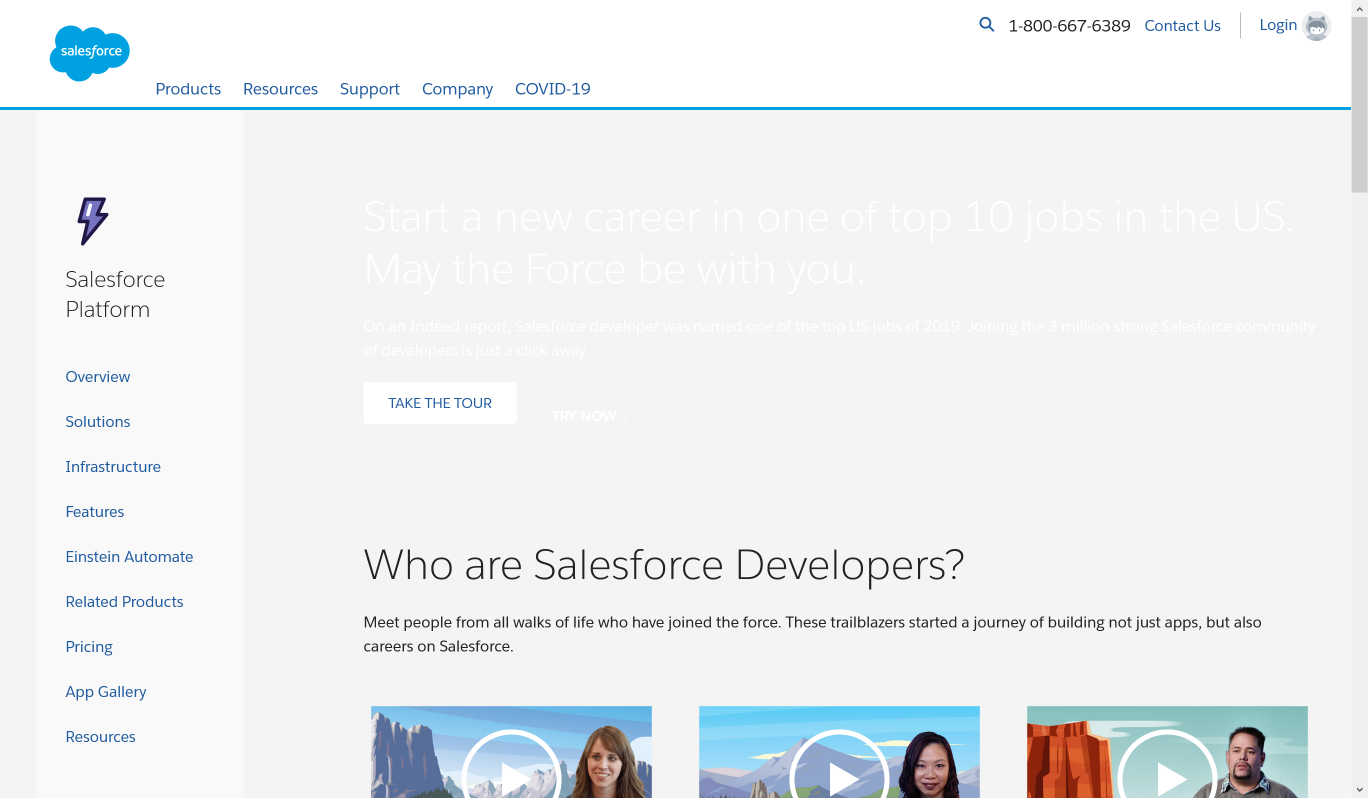 salesforce
1-800-667-6389
Contact Us
Login
Products
Resources
Support
Company
COVID-19
Salesforce
Platform
Overview
Solutions
Infrastructure
Features
Einstein Automate
Related Products
Pricing
App Gallery
Resources
Start a new career in one of top 10 jobs in the US.
May the Force be with you.
On an Indeed report, Salesforce developer was named one of the top US jobs of 2019. Joining the 3 million strong Salesforce community
of developers is just a click away.
TAKE THE TOUR
TRY NOW
Who are Salesforce Developers?
Meet people from all walks of life who have joined the force. These trailblazers started a journey of building not just apps, but also
careers on Salesforce.